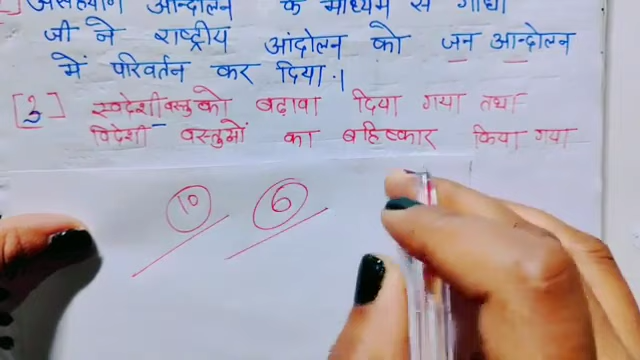 असहयोग आन्दोलन के माध्यम से गांधी
जी ने राष्ट्रीय आंदोलन को जन आन्दोलन
में परिवर्तन कर दिया।
[3] स्वदेशी वस्तु को बढ़ावा दिया गया तथा
विदेशी वस्तुओं का बहिष्कार किया गया
10 6